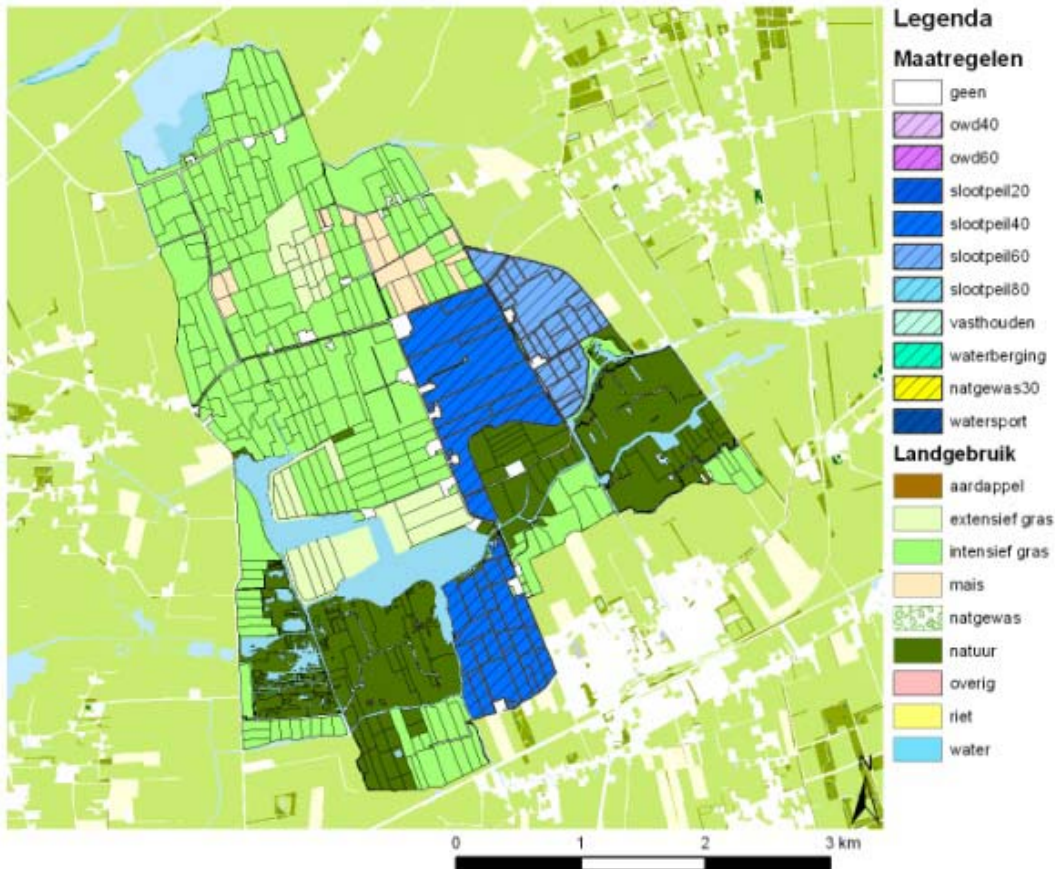 Legenda
Maatregelen
geen
owd40
owd60
slootpeil20
slootpeil40
slootpeil60
slootpeil80
vasthouden
waterberging
natgewas30
watersport
Landgebruik
aardappel
extensief gras
intensief gras
mais
natgewas
natuur
overig
riet
water
N
0 1 2 3 km